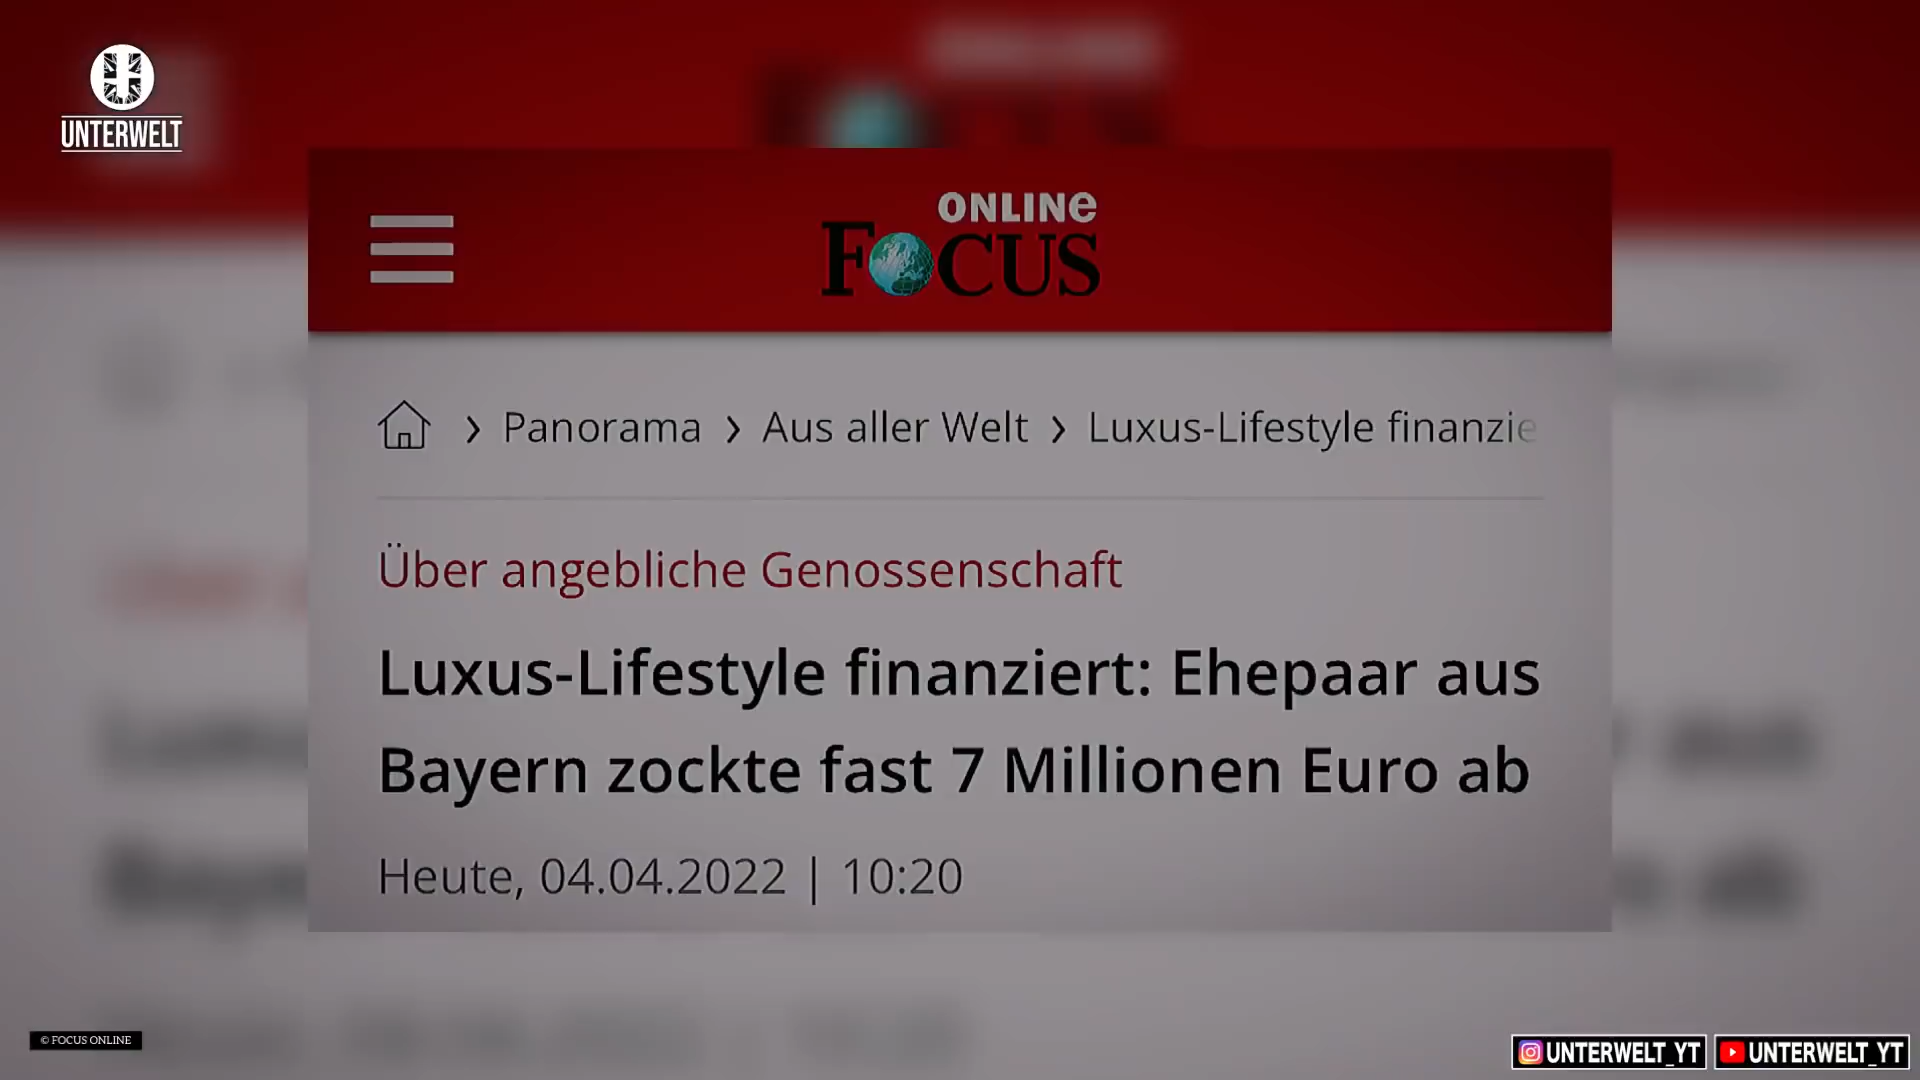 UNTERWELT
ONLINE
FOCUS
Panorama › Aus aller Welt › Luxus-Lifestyle finanzie
Über angebliche Genossenschaft
Luxus-Lifestyle finanziert: Ehepaar aus
Bayern zockte fast 7 Millionen Euro ab
Heute, 04.04.2022 | 10:20
© FOCUS ONLINE
UNTERWELT_YT UNTERWELT_YT